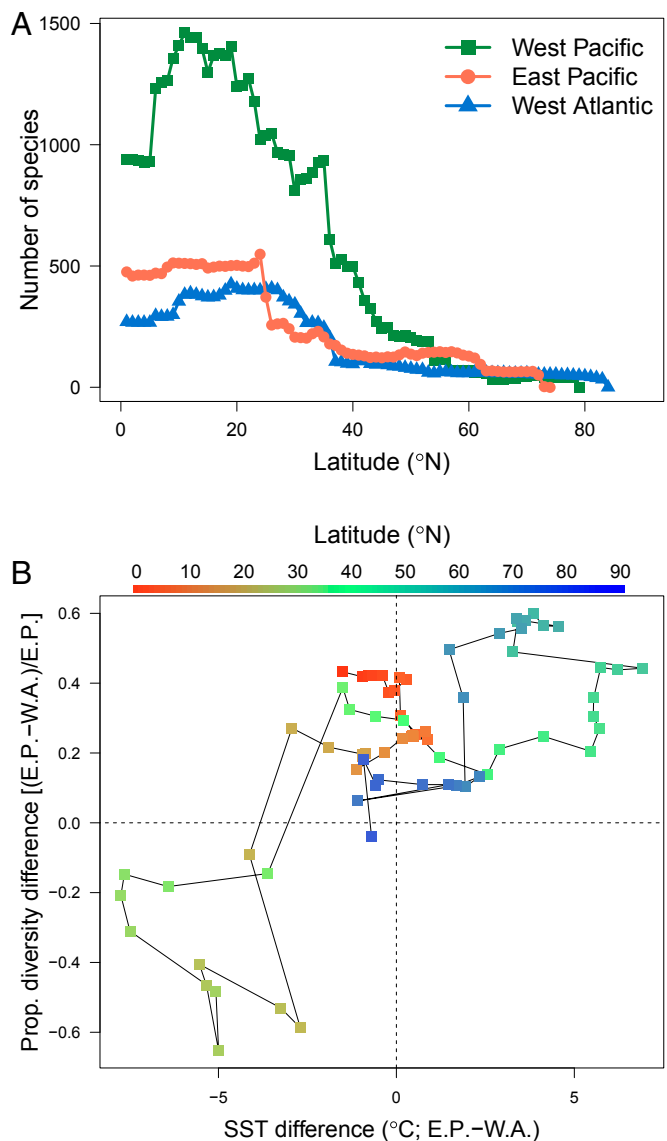 A
1500
1000
500
0
Number of species
West Pacific
East Pacific
West Atlantic
0 20 40 60 80
Latitude (°N)
Latitude (°N)
B
0 10 20 30 40 50 60 70 80 90
0.6
0.4
0.2
0.0
−0.2
−0.4
−0.6
Prop. diversity difference [(E.P.−W.A.)/E.P.]
−5 0 5
SST difference (°C; E.P.−W.A.)